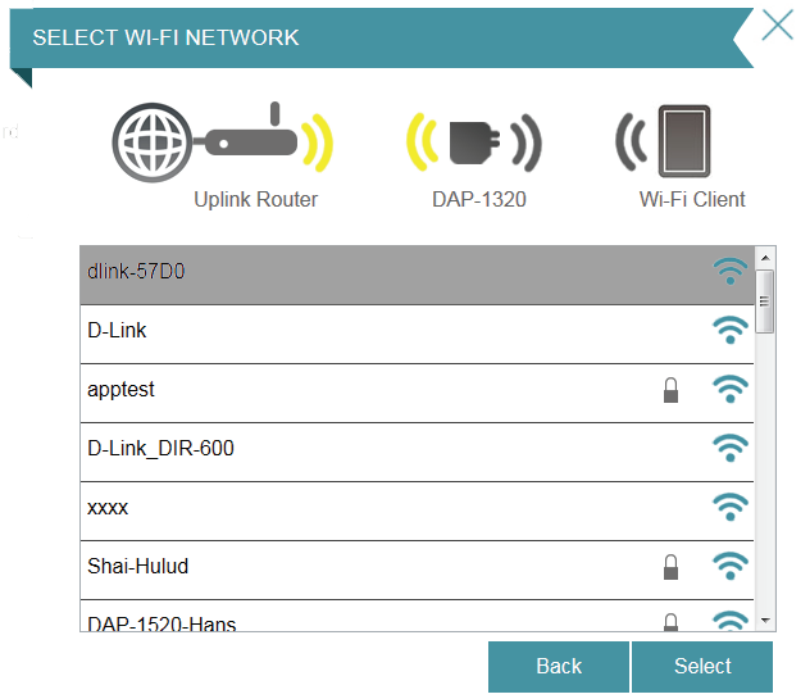 SELECT WI-FI NETWORK
Uplink Router DAP-1320 Wi-Fi Client
dlink-57D0
D-Link
apptest
D-Link_DIR-600
xxxx
Shai-Hulud
DAP-1520-Hans
Back Select